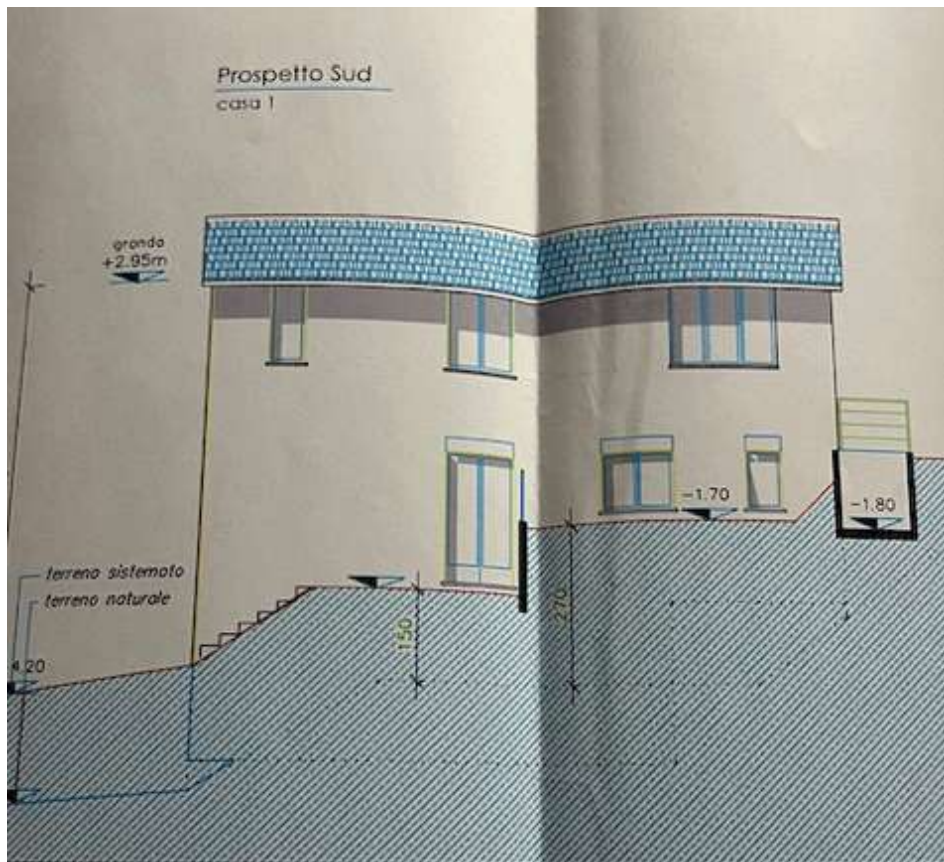 Prospetto Sud
casa 1
gronda
+2.95m
-1.70
-1.80
terreno sistemato
terreno naturale
150
270
4.20